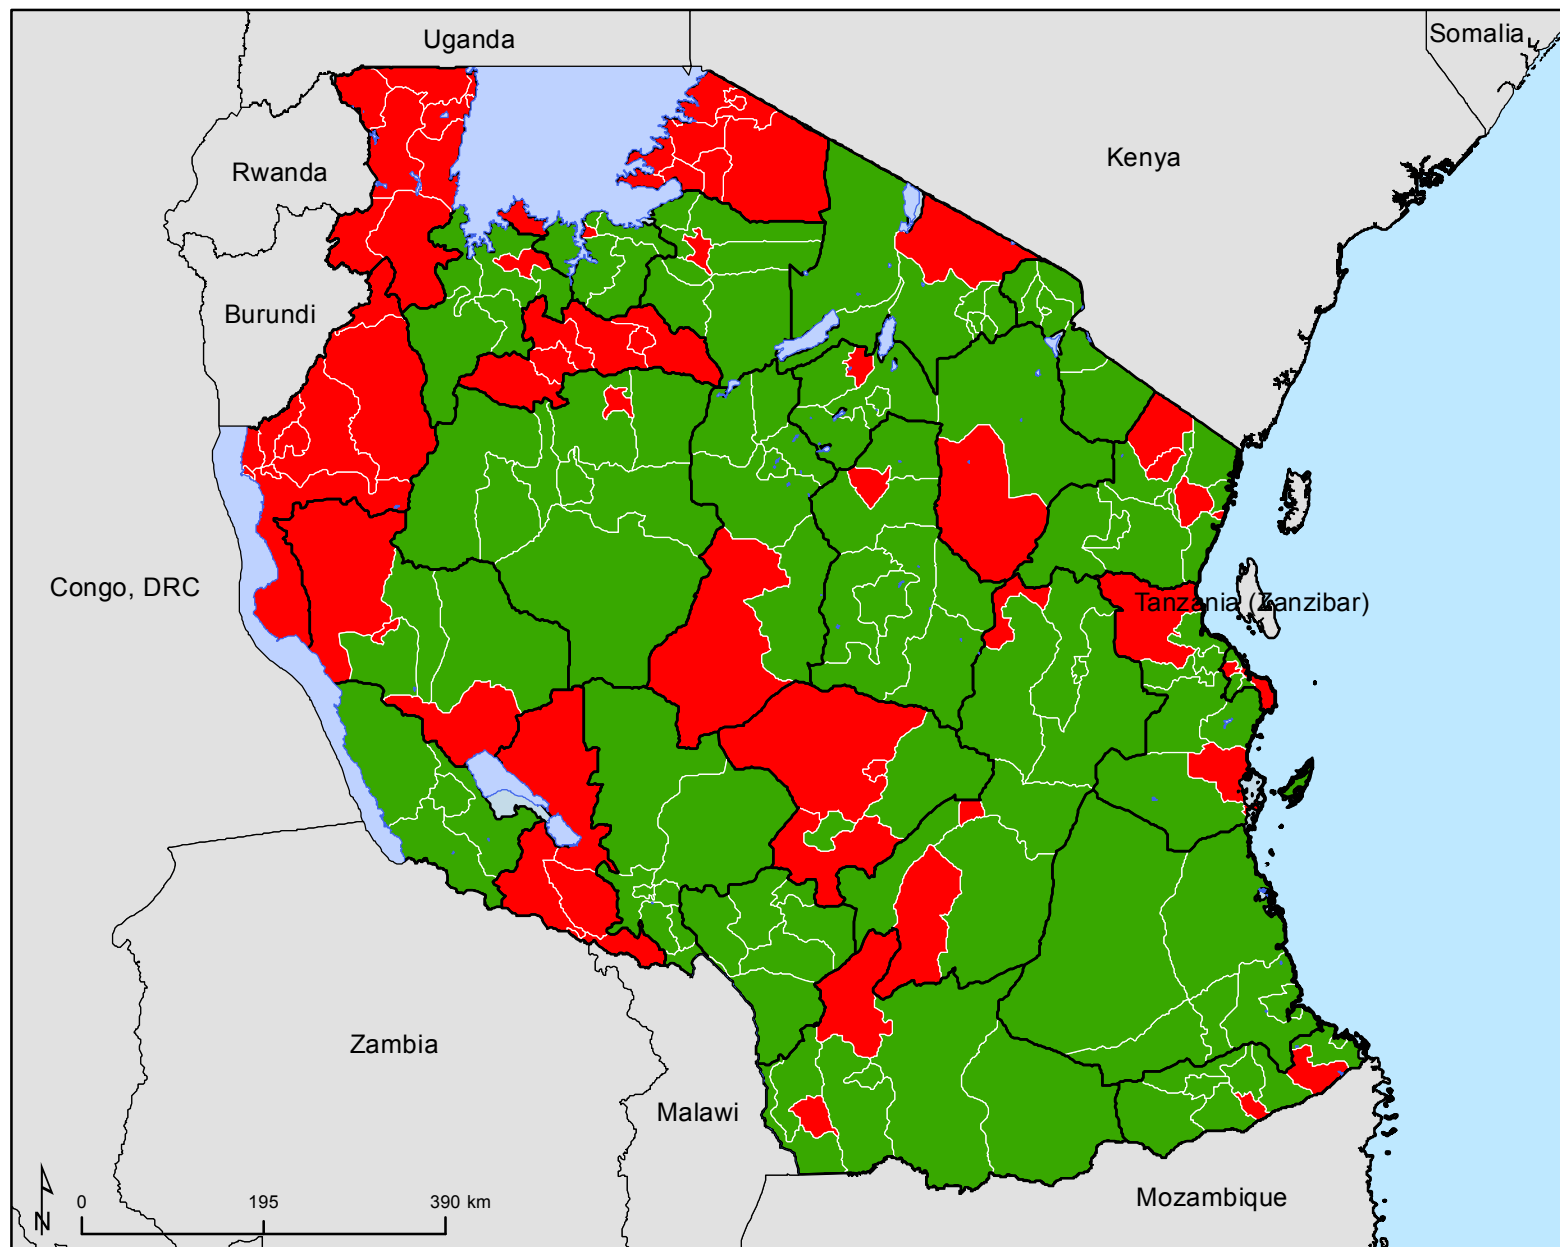 Uganda
Somalia
Kenya
Rwanda
Burundi
Congo, DRC
Tanzania (Zanzibar)
Zambia
Malawi
Mozambique
N
0 195 390 km